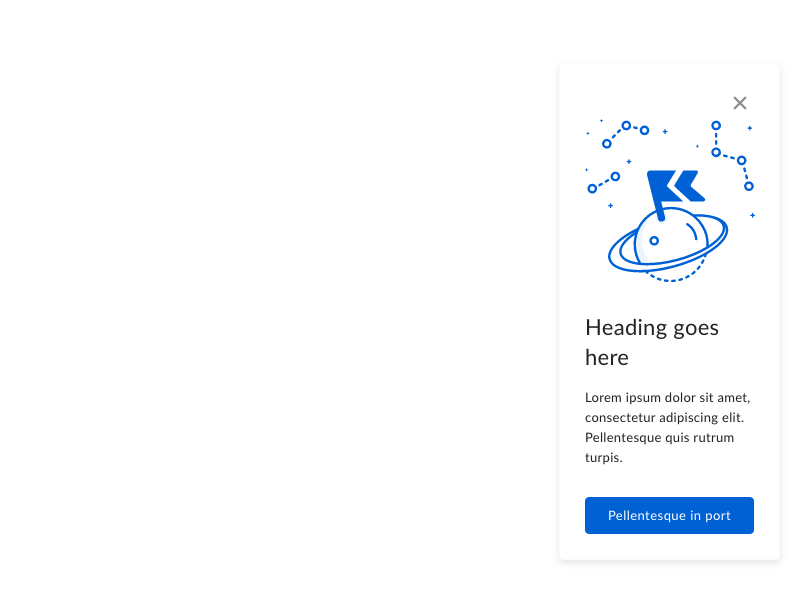 Heading goes
here
Lorem ipsum dolor sit amet,
consectetur adipiscing elit.
Pellentesque quis rutrum
turpis.
Pellentesque in port